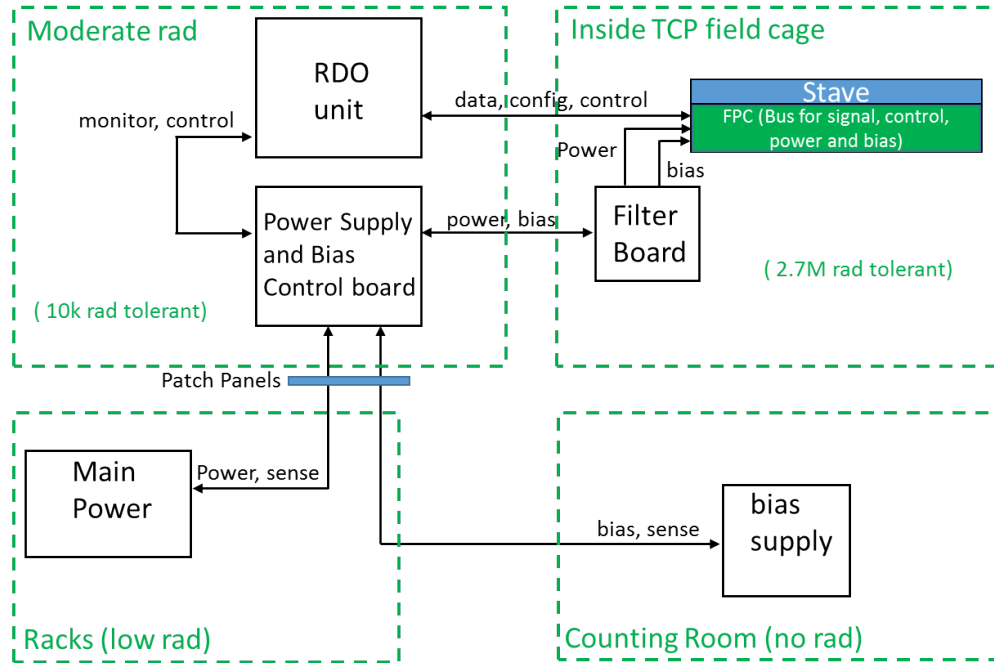 Moderate rad
RDO
unit
monitor, control
Power Supply
and Bias
Control board
( 10k rad tolerant)
data, config, control
power, bias
Inside TCP field cage
Stave
FPC (Bus for signal, control,
power and bias)
Power
bias
Filter
Board
( 2.7M rad tolerant)
Patch Panels
Main
Power
Power, sense
Racks (low rad)
bias, sense
bias
supply
Counting Room (no rad)